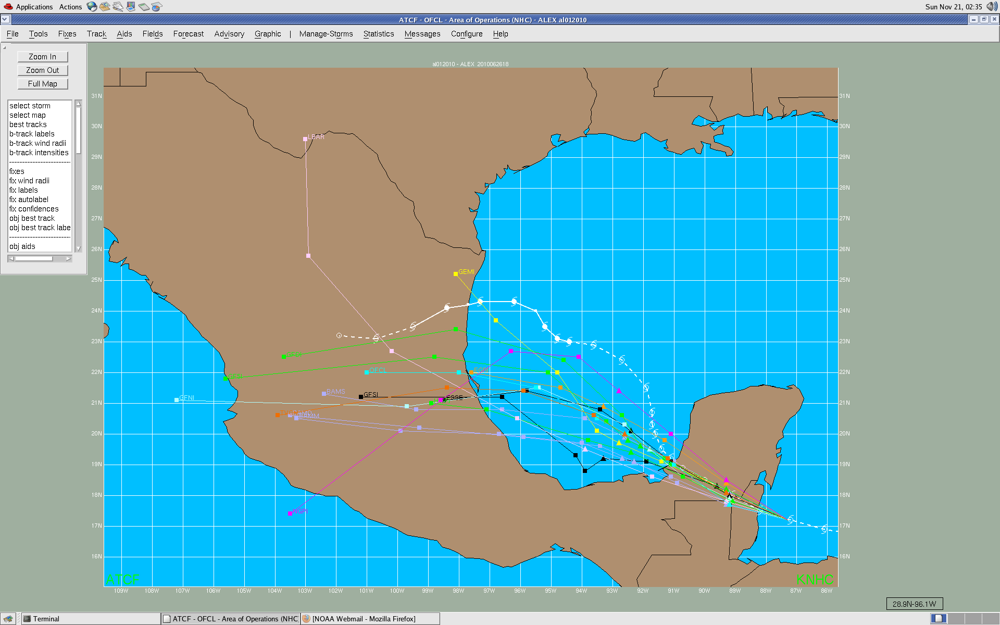 Applications Actions Sun Nov 21, 02:35
ATCF - OFCL - Area of Operations (NHC) - ALEX al012010
File Tools Fixes Track Aids Fields Forecast Advisory Graphic | Manage-Storms Statistics Messages Configure Help
Zoom In
Zoom Out
Full Map
select storm
select map
best tracks
b-track labels
b-track wind radii
b-track intensities
------------------------
fixes
fix wind radii
fix labels
fix autolabel
fix confidences
obj best track
obj best track labe
------------------------
obj aids
al012010 - ALEX 2010062618
31N 31N
30N 30N
LBAR
29N 29N
28N 28N
27N 27N
26N 26N
GEMI
25N 25N
24N 24N
23N 23N
OFCL
22N 22N
BAMS
GFSI
GFNI
21N 21N
BAMM
20N 20N
19N 19N
18N 18N
NGPI
17N 17N
16N 16N
ATCF KNHC
109W 108W 107W 106W 105W 104W 103W 102W 101W 100W 99W 98W 97W 96W 95W 94W 93W 92W 91W 90W 89W 88W 87W 86W
28.9N-96.1W
Terminal ATCF - OFCL - Area of Operations (NHC [NOAA Webmail - Mozilla Firefox]